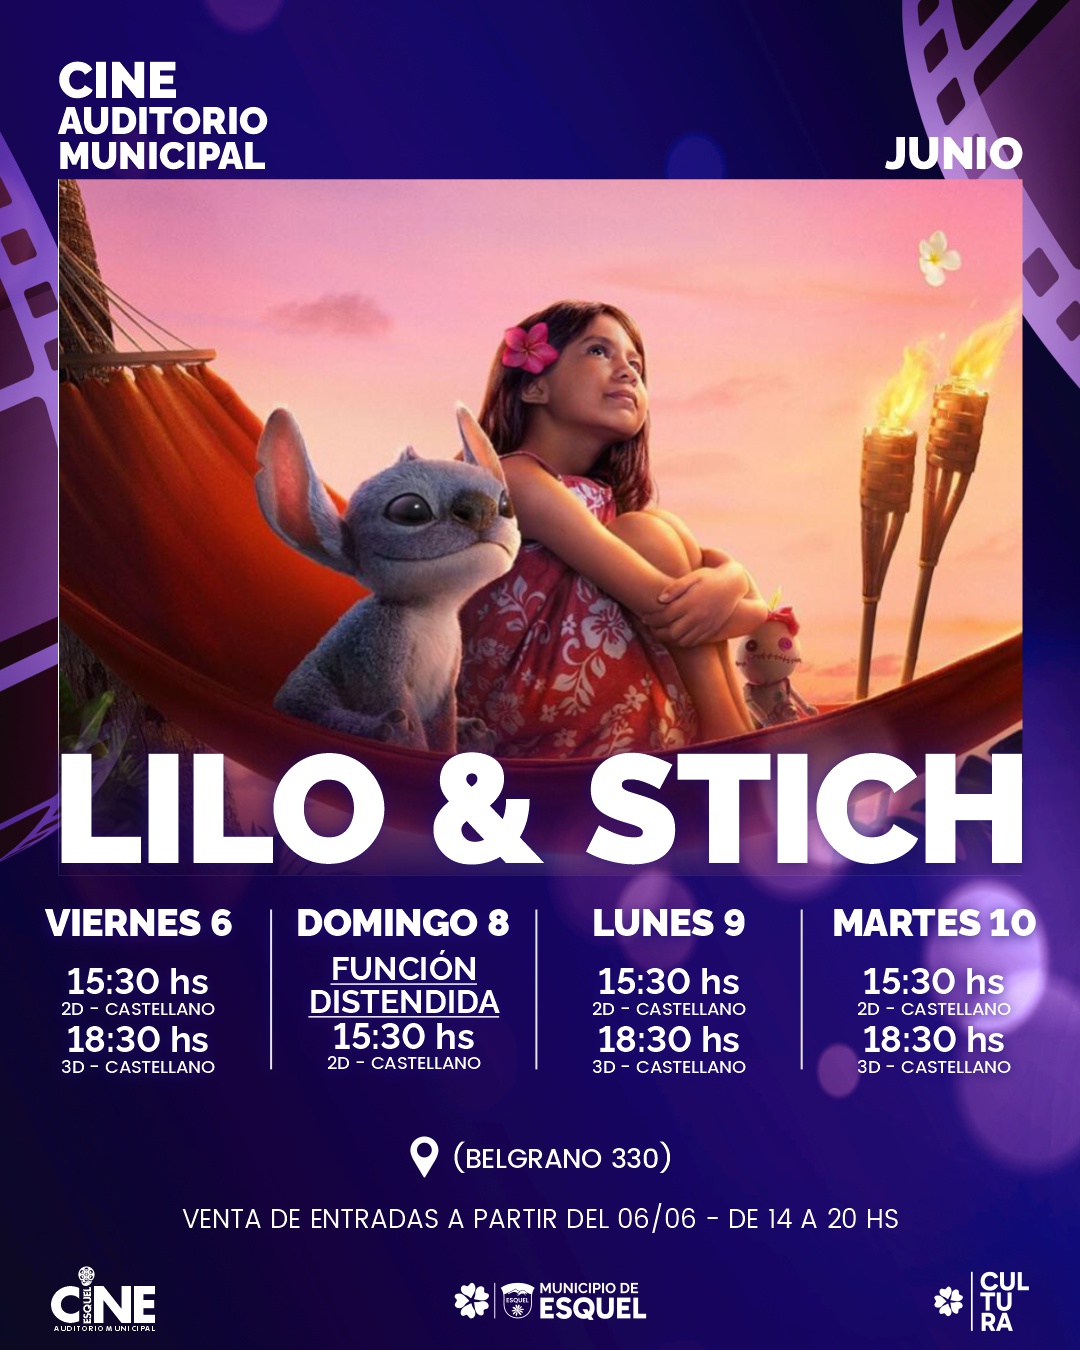 CINE
AUDITORIO
MUNICIPAL
JUNIO
LILO & STICH
VIERNES 6
15:30 hs
2D - CASTELLANO
18:30 hs
3D - CASTELLANO
DOMINGO 8
FUNCIÓN
DISTENDIDA
15:30 hs
2D - CASTELLANO
LUNES 9
15:30 hs
2D - CASTELLANO
18:30 hs
3D - CASTELLANO
MARTES 10
15:30 hs
2D - CASTELLANO
18:30 hs
3D - CASTELLANO
(BELGRANO 330)
VENTA DE ENTRADAS A PARTIR DEL 06/06 - DE 14 A 20 HS
CINE
ESQUEL
AUDITORIO MUNICIPAL
ESQUEL
MUNICIPIO DE
ESQUEL
CUL
TU
RA